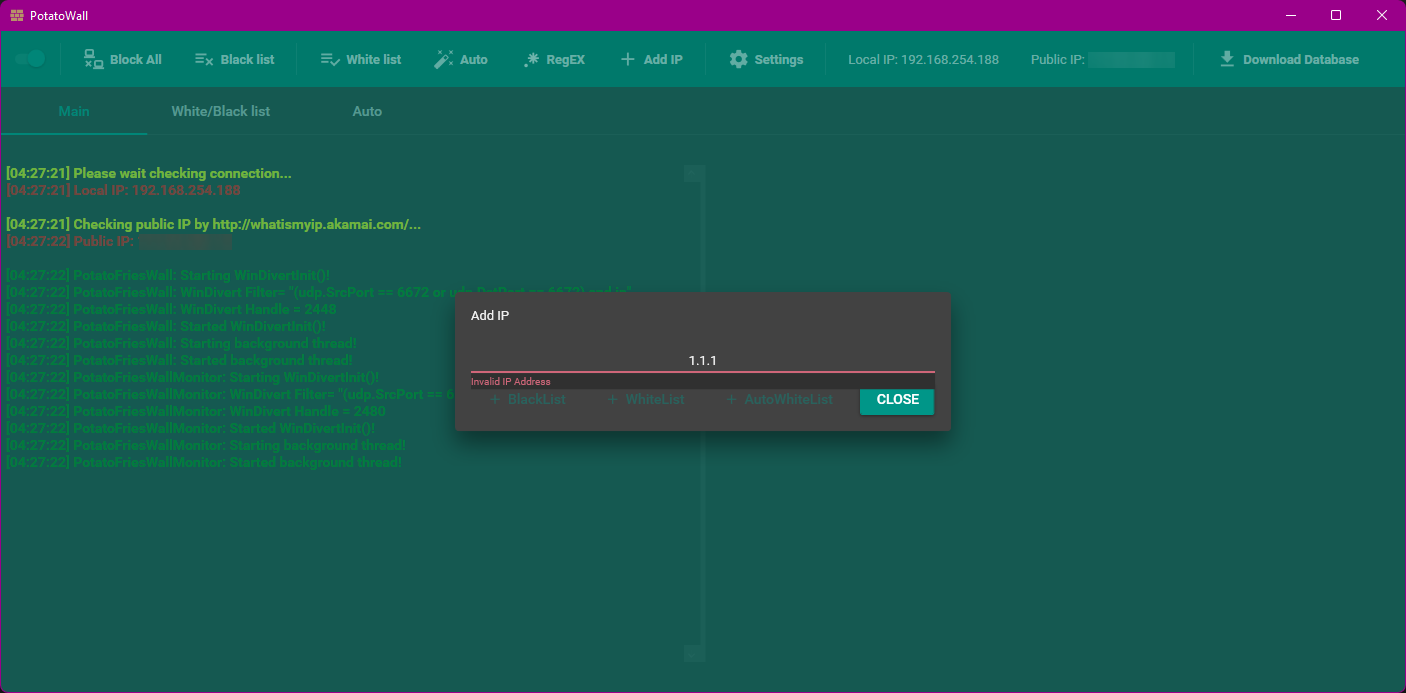 PotatoWall
Block All Black list White list Auto RegEX Add IP Settings Local IP: 192.168.254.188 Public IP: Download Database
Main White/Black list Auto
[04:27:21] Please wait checking connection...
[04:27:21] Local IP: 192.168.254.188
[04:27:21] Checking public IP by http://whatismyip.akamai.com/...
[04:27:22] Public IP:
[04:27:22] PotatoFriesWall: Starting WinDivertInit()!
[04:27:22] PotatoFriesWall: WinDivert Filter= "(udp.SrcPort == 6672 or udp.DstPort == 6672) and ip"
[04:27:22] PotatoFriesWall: WinDivert Handle = 2448
[04:27:22] PotatoFriesWall: Started WinDivertInit()!
[04:27:22] PotatoFriesWall: Starting background thread!
[04:27:22] PotatoFriesWall: Started background thread!
[04:27:22] PotatoFriesWallMonitor: Starting WinDivertInit()!
[04:27:22] PotatoFriesWallMonitor: WinDivert Filter= "(udp.SrcPort == 6
[04:27:22] PotatoFriesWallMonitor: WinDivert Handle = 2480
[04:27:22] PotatoFriesWallMonitor: Started WinDivertInit()!
[04:27:22] PotatoFriesWallMonitor: Starting background thread!
[04:27:22] PotatoFriesWallMonitor: Started background thread!
Add IP
1.1.1
Invalid IP Address
+ BlackList + WhiteList + AutoWhiteList CLOSE